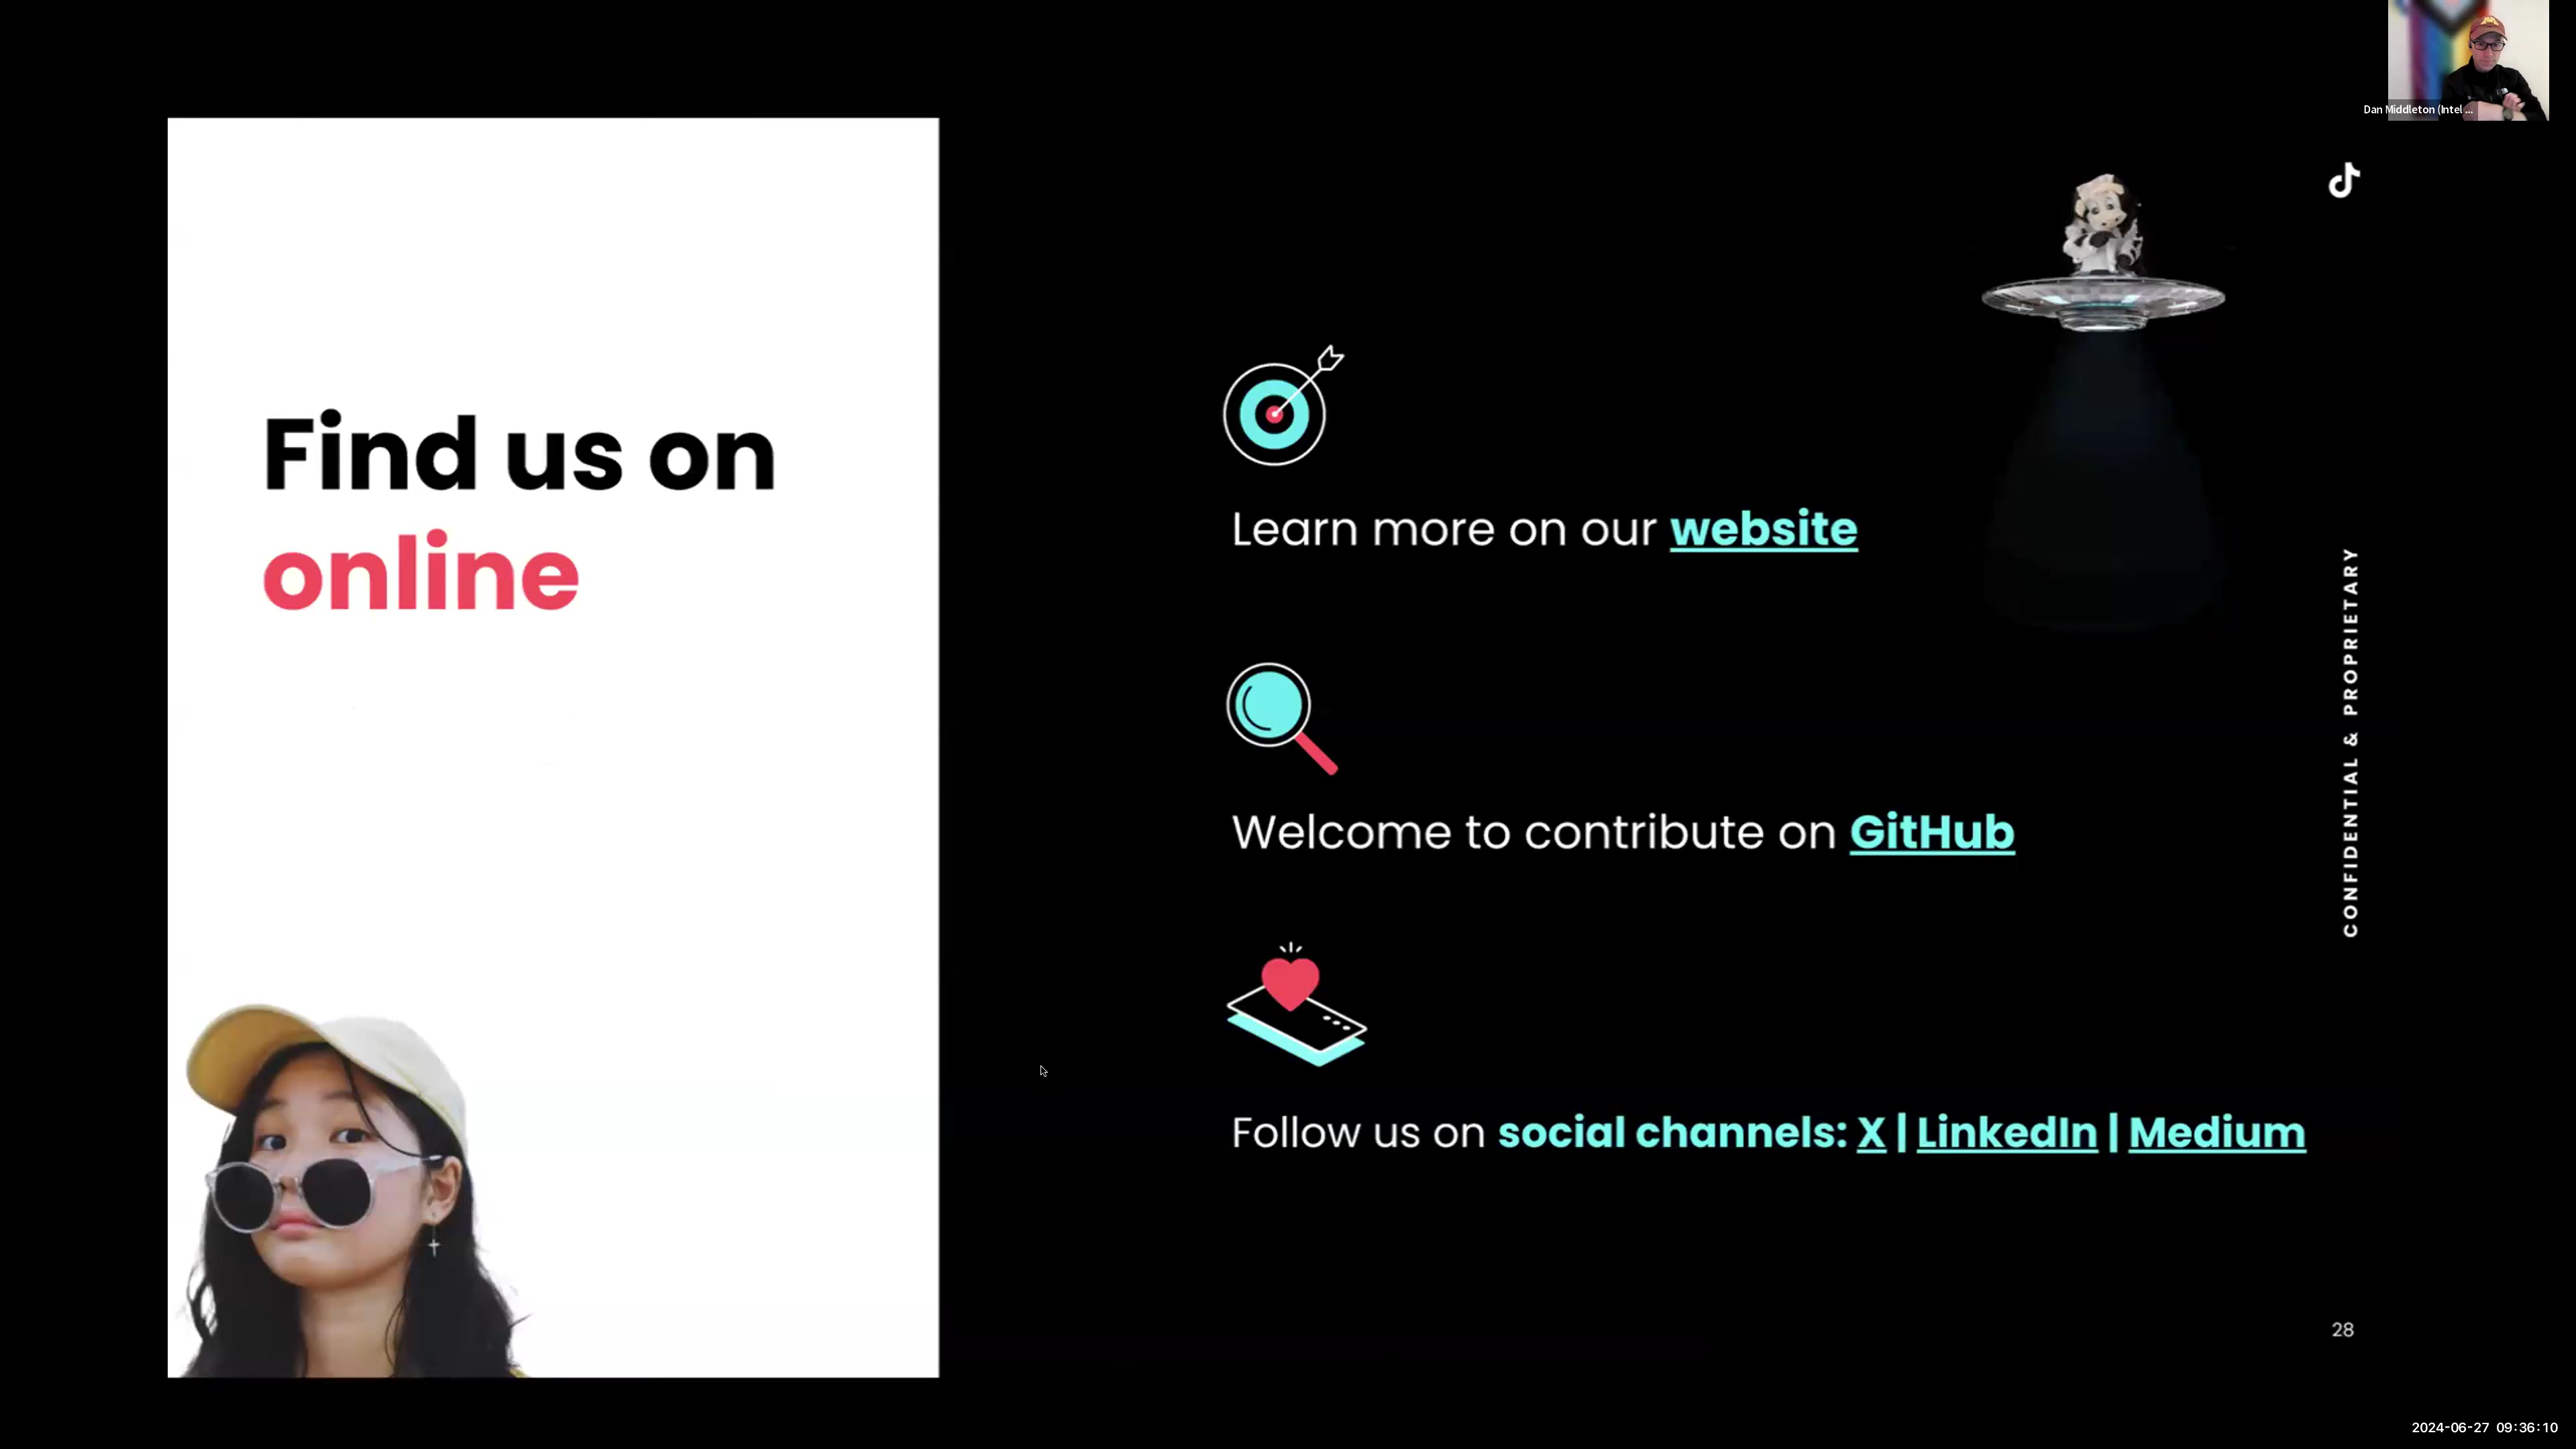 Dan Middleton (Intel ...
Find us on
online
Learn more on our website
Welcome to contribute on GitHub
Follow us on social channels: X | LinkedIn | Medium
CONFIDENTIAL & PROPRIETARY
28
2024-06-27 09:36:10